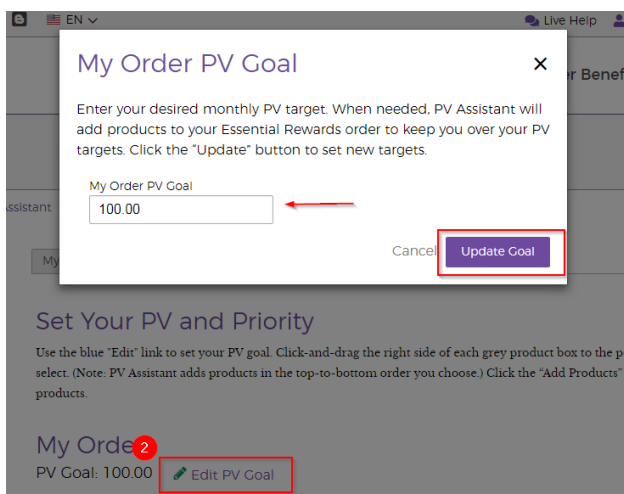 EN
Live Help
My Order PV Goal
Enter your desired monthly PV target. When needed, PV Assistant will
add products to your Essential Rewards order to keep you over your PV
targets. Click the "Update" button to set new targets.
My Order PV Goal
100.00
Cancel
Update Goal
Assistant
My
Set Your PV and Priority
Use the blue "Edit" link to set your PV goal. Click-and-drag the right side of each grey product box to the
select. (Note: PV Assistant adds products in the top-to-bottom order you choose.) Click the "Add Products"
products.
My Orde
2
PV Goal: 100.00
Edit PV Goal